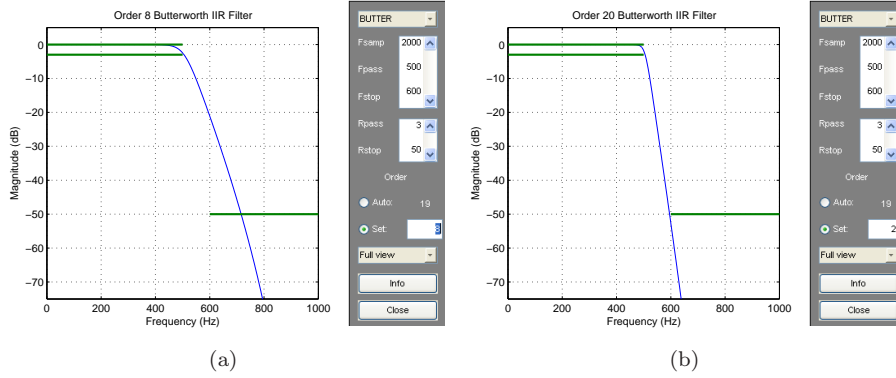 Order 8 Butterworth IIR Filter
0
−10
−20
−30
−40
−50
−60
−70
Magnitude (dB)
0 200 400 600 800 1000
Frequency (Hz)
BUTTER
Fsamp 2000
Fpass 500
Fstop 600
Rpass 3
Rstop 50
Order
Auto: 19
Set: 8
Full view
Info
Close
(a)
Order 20 Butterworth IIR Filter
0
−10
−20
−30
−40
−50
−60
−70
Magnitude (dB)
0 200 400 600 800 1000
Frequency (Hz)
BUTTER
Fsamp 2000
Fpass 500
Fstop 600
Rpass 3
Rstop 50
Order
Auto: 19
Set: 2
Full view
Info
Close
(b)